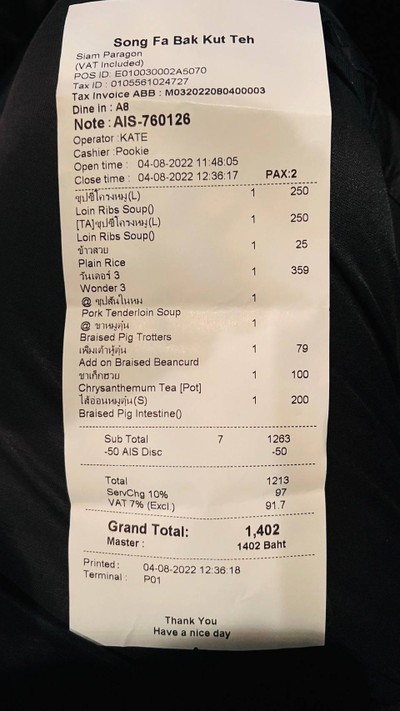 Song Fa Bak Kut Teh
Siam Paragon
(VAT included)
POS ID: E010030002A5070
Tax ID : 0105561024727
Tax Invoice ABB : M032022080400003
Dine in : A8
Note : AIS-760126
Operator :KATE
Cashier :Pookie
Open time : 04-08-2022 11:48:05
Close time : 04-08-2022 12:36:17 PAX:2
ซุปซี่โครงหมู(L) 1 250
Loin Ribs Soup()
[TA]ซุปซี่โครงหมู(L) 1 250
Loin Ribs Soup()
ข้าวสวย 1 25
Plain Rice
วันเดอร์ 3 1 359
Wonder 3
@ ซุปสันในหมู 1
Pork Tenderloin Soup
@ ขาหมูตุ๋น 1
Braised Pig Trotters
เพิ่มเต้าหู้ตุ๋น 1 79
Add on Braised Beancurd
ชาเก็กฮวย 1 100
Chrysanthemum Tea [Pot]
ไส้อ่อนหมูตุ๋น(S) 1 200
Braised Pig Intestine()
Sub Total 7 1263
-50 AIS Disc -50
Total 1213
ServChg 10% 97
VAT 7% (Excl.) 91.7
Grand Total: 1,402
Master : 1402 Baht
Printed : 04-08-2022 12:36:18
Terminal : P01
Thank You
Have a nice day